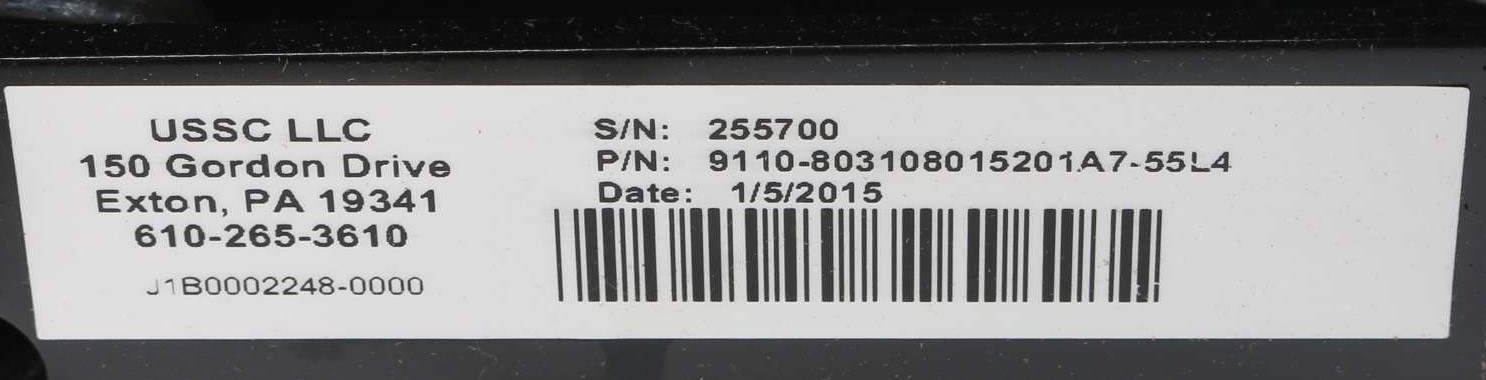 USSC LLC
150 Gordon Drive
Exton, PA 19341
610-265-3610
J1B0002248-0000
S/N: 255700
P/N: 9110-803108015201A7-55L4
Date: 1/5/2015